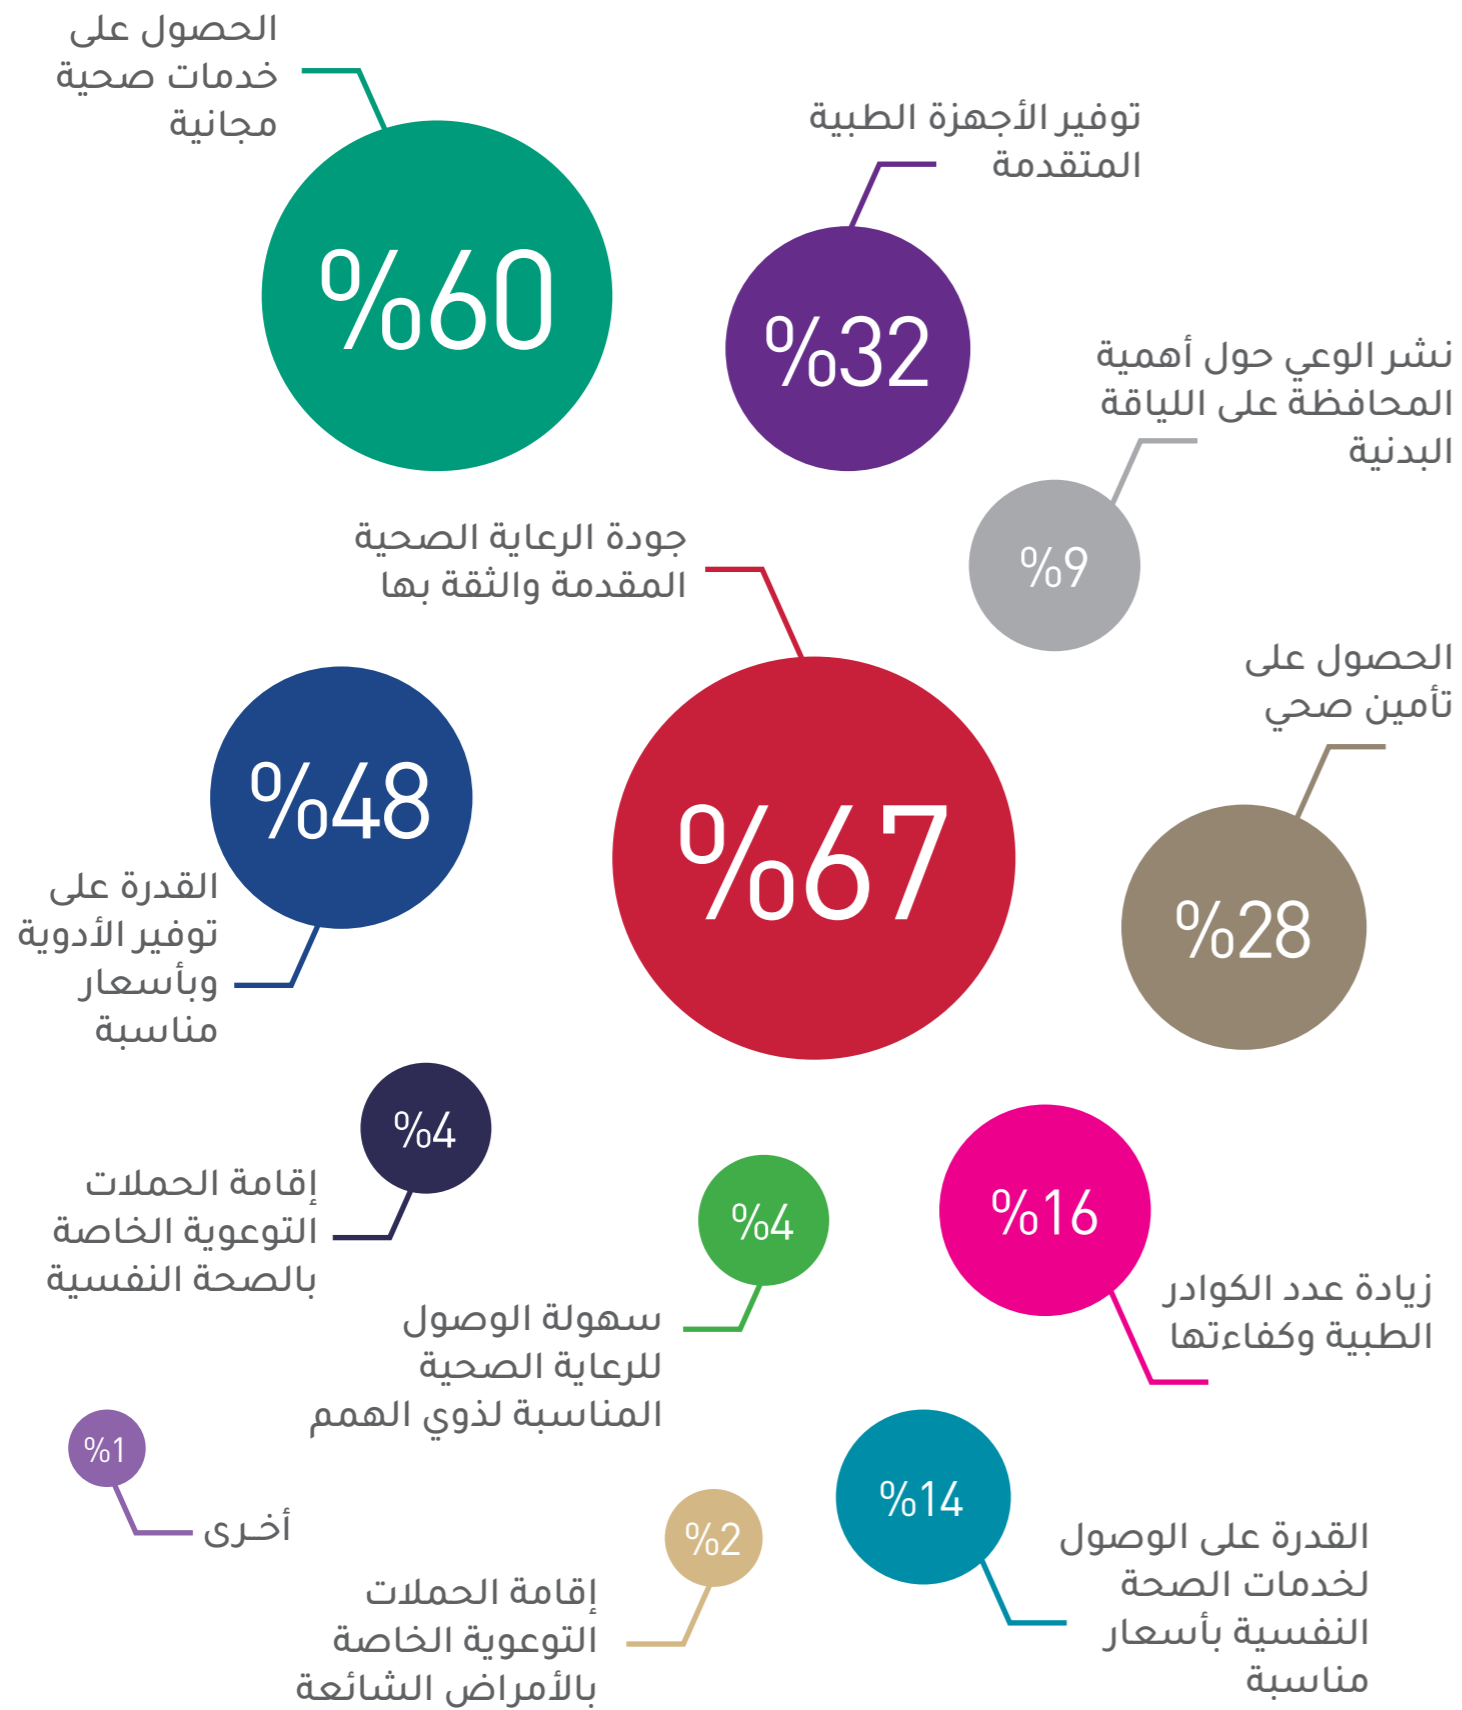 الحصول على
خدمات صحية
مجانية
%60
توفير الأجهزة الطبية
المتقدمة
%32
نشر الوعي حول أهمية
المحافظة على اللياقة
البدنية
%9
جودة الرعاية الصحية
المقدمة والثقة بها
%67
الحصول على
تأمين صحي
%28
%48
القدرة على
توفير الأدوية
وبأسعار
مناسبة
%4
إقامة الحملات
التوعوية الخاصة
بالصحة النفسية
%4
سهولة الوصول
للرعاية الصحية
المناسبة لذوي الهمم
%16
زيادة عدد الكوادر
الطبية وكفاءتها
%1
أخـرى
%2
إقامة الحملات
التوعوية الخاصة
بالأمراض الشائعة
%14
القدرة على الوصول
لخدمات الصحة
النفسية بأسعار
مناسبة